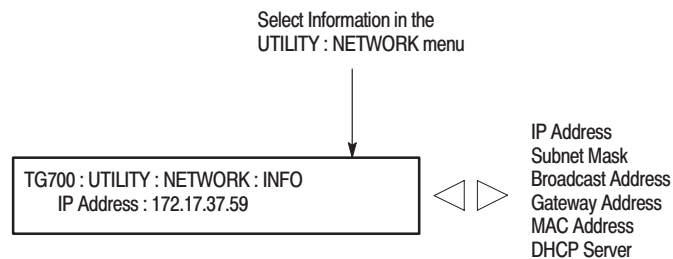 Select Information in the
UTILITY : NETWORK menu
TG700 : UTILITY : NETWORK : INFO
IP Address : 172.17.37.59
IP Address
Subnet Mask
Broadcast Address
Gateway Address
MAC Address
DHCP Server